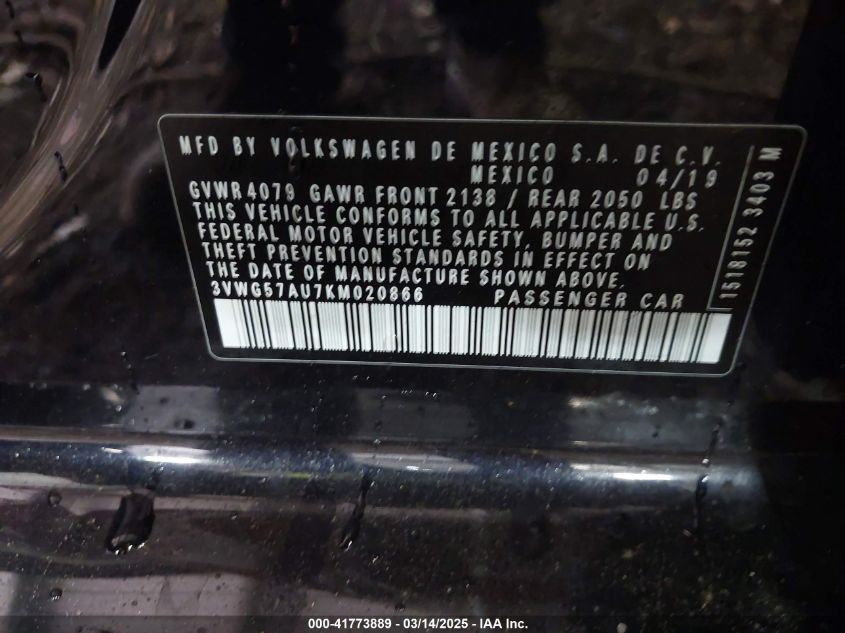 MFD BY VOLKSWAGEN DE MEXICO S.A. DE C.V.
MEXICO 04/19
GVWR 4079 GAWR FRONT 2138 / REAR 2050 LBS
THIS VEHICLE CONFORMS TO ALL APPLICABLE U.S.
FEDERAL MOTOR VEHICLE SAFETY, BUMPER AND
THEFT PREVENTION STANDARDS IN EFFECT ON
THE DATE OF MANUFACTURE SHOWN ABOVE.
3VWG57AU7KM020866 PASSENGER CAR
1518152 3403 M
000-41773889 - 03/14/2025 - IAA Inc.